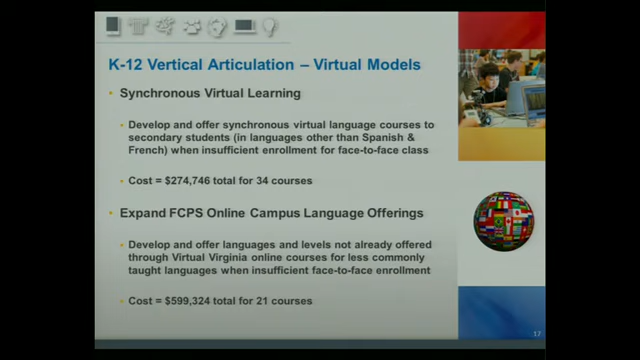 K-12 Vertical Articulation – Virtual Models
• Synchronous Virtual Learning
• Develop and offer synchronous virtual language courses to
secondary students (in languages other than Spanish &
French) when insufficient enrollment for face-to-face class
• Cost = $274,746 total for 34 courses
• Expand FCPS Online Campus Language Offerings
• Develop and offer languages and levels not already offered
through Virtual Virginia online courses for less commonly
taught languages when insufficient face-to-face enrollment
• Cost = $599,324 total for 21 courses
17